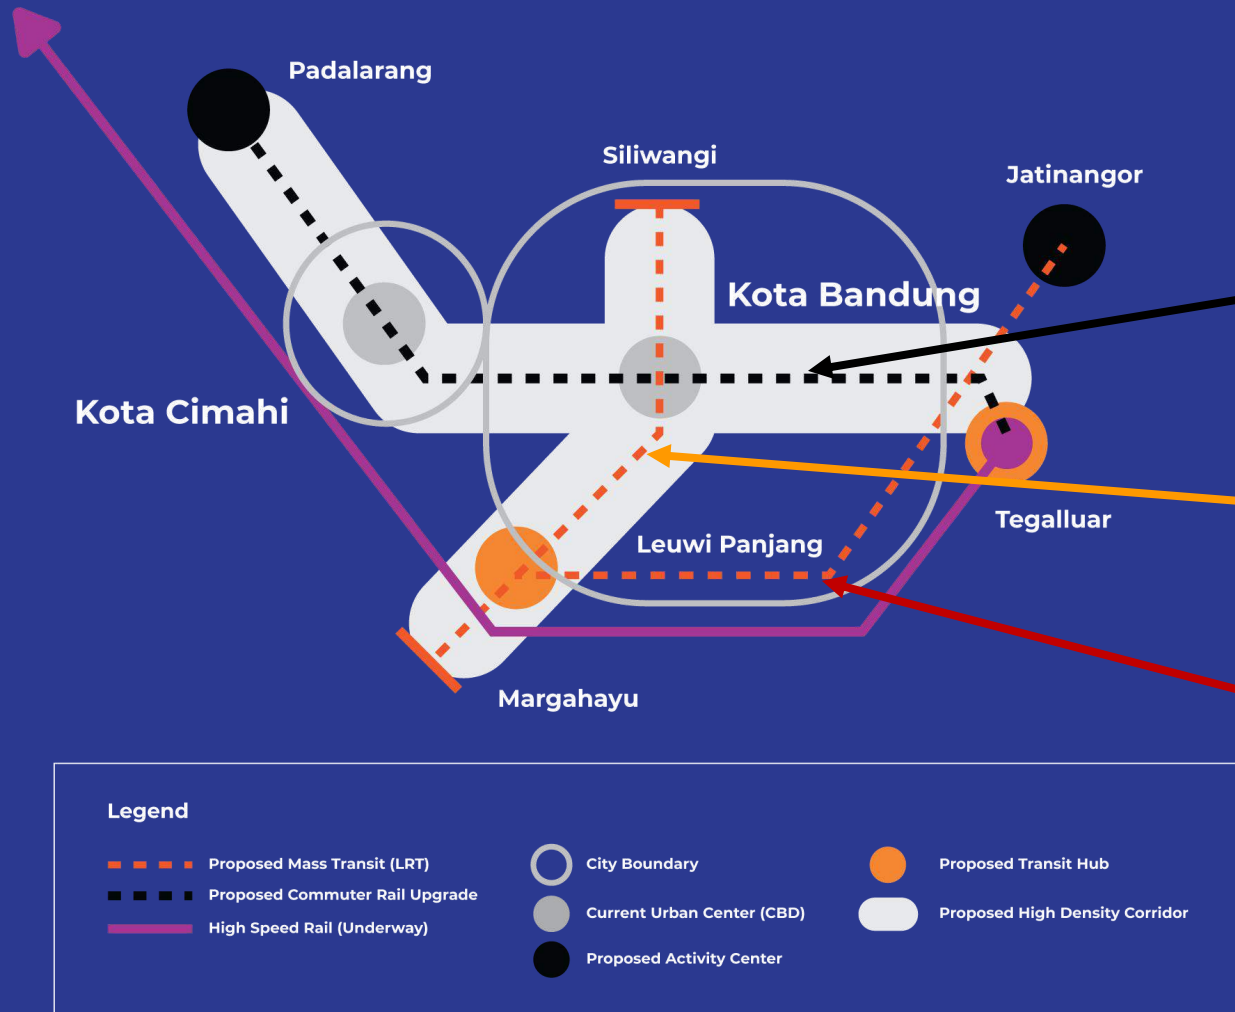 Padalarang
Siliwangi
Jatinangor
Kota Bandung
Kota Cimahi
Tegalluar
Leuwi Panjang
Margahayu
Legend
Proposed Mass Transit (LRT)
Proposed Commuter Rail Upgrade
High Speed Rail (Underway)
City Boundary
Current Urban Center (CBD)
Proposed Activity Center
Proposed Transit Hub
Proposed High Density Corridor